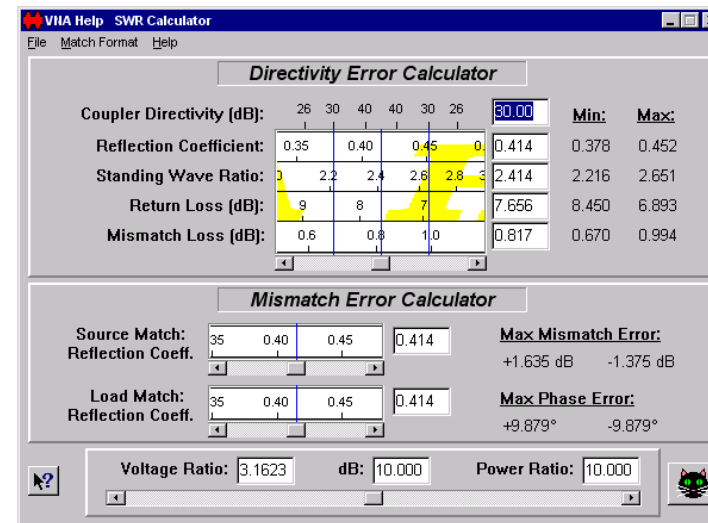 VNA Help SWR Calculator
File Match Format Help
Directivity Error Calculator
Coupler Directivity (dB): 26 30 40 40 30 26 30.00 Min: Max:
Reflection Coefficient: 0.35 0.40 0.45 0. 0.414 0.378 0.452
Standing Wave Ratio: 2.2 2.4 2.6 2.8 3 2.414 2.216 2.651
Return Loss (dB): 9 8 7 7.656 8.450 6.893
Mismatch Loss (dB): 0.6 0.8 1.0 0.817 0.670 0.994
Mismatch Error Calculator
Source Match:
Reflection Coeff. 35 0.40 0.45 0.414 Max Mismatch Error:
+1.635 dB -1.375 dB
Load Match:
Reflection Coeff. 35 0.40 0.45 0.414 Max Phase Error:
+9.879° -9.879°
Voltage Ratio: 3.1623 dB: 10.000 Power Ratio: 10.000
?